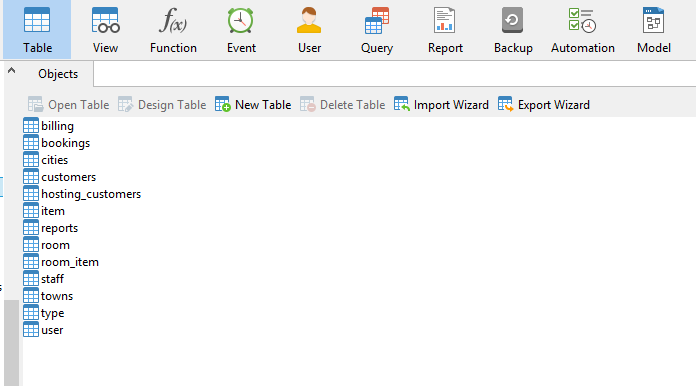 Table View Function Event User Query Report Backup Automation Model
Objects
Open Table Design Table New Table Delete Table Import Wizard Export Wizard
billing
bookings
cities
customers
hosting_customers
item
reports
room
room_item
staff
towns
type
user